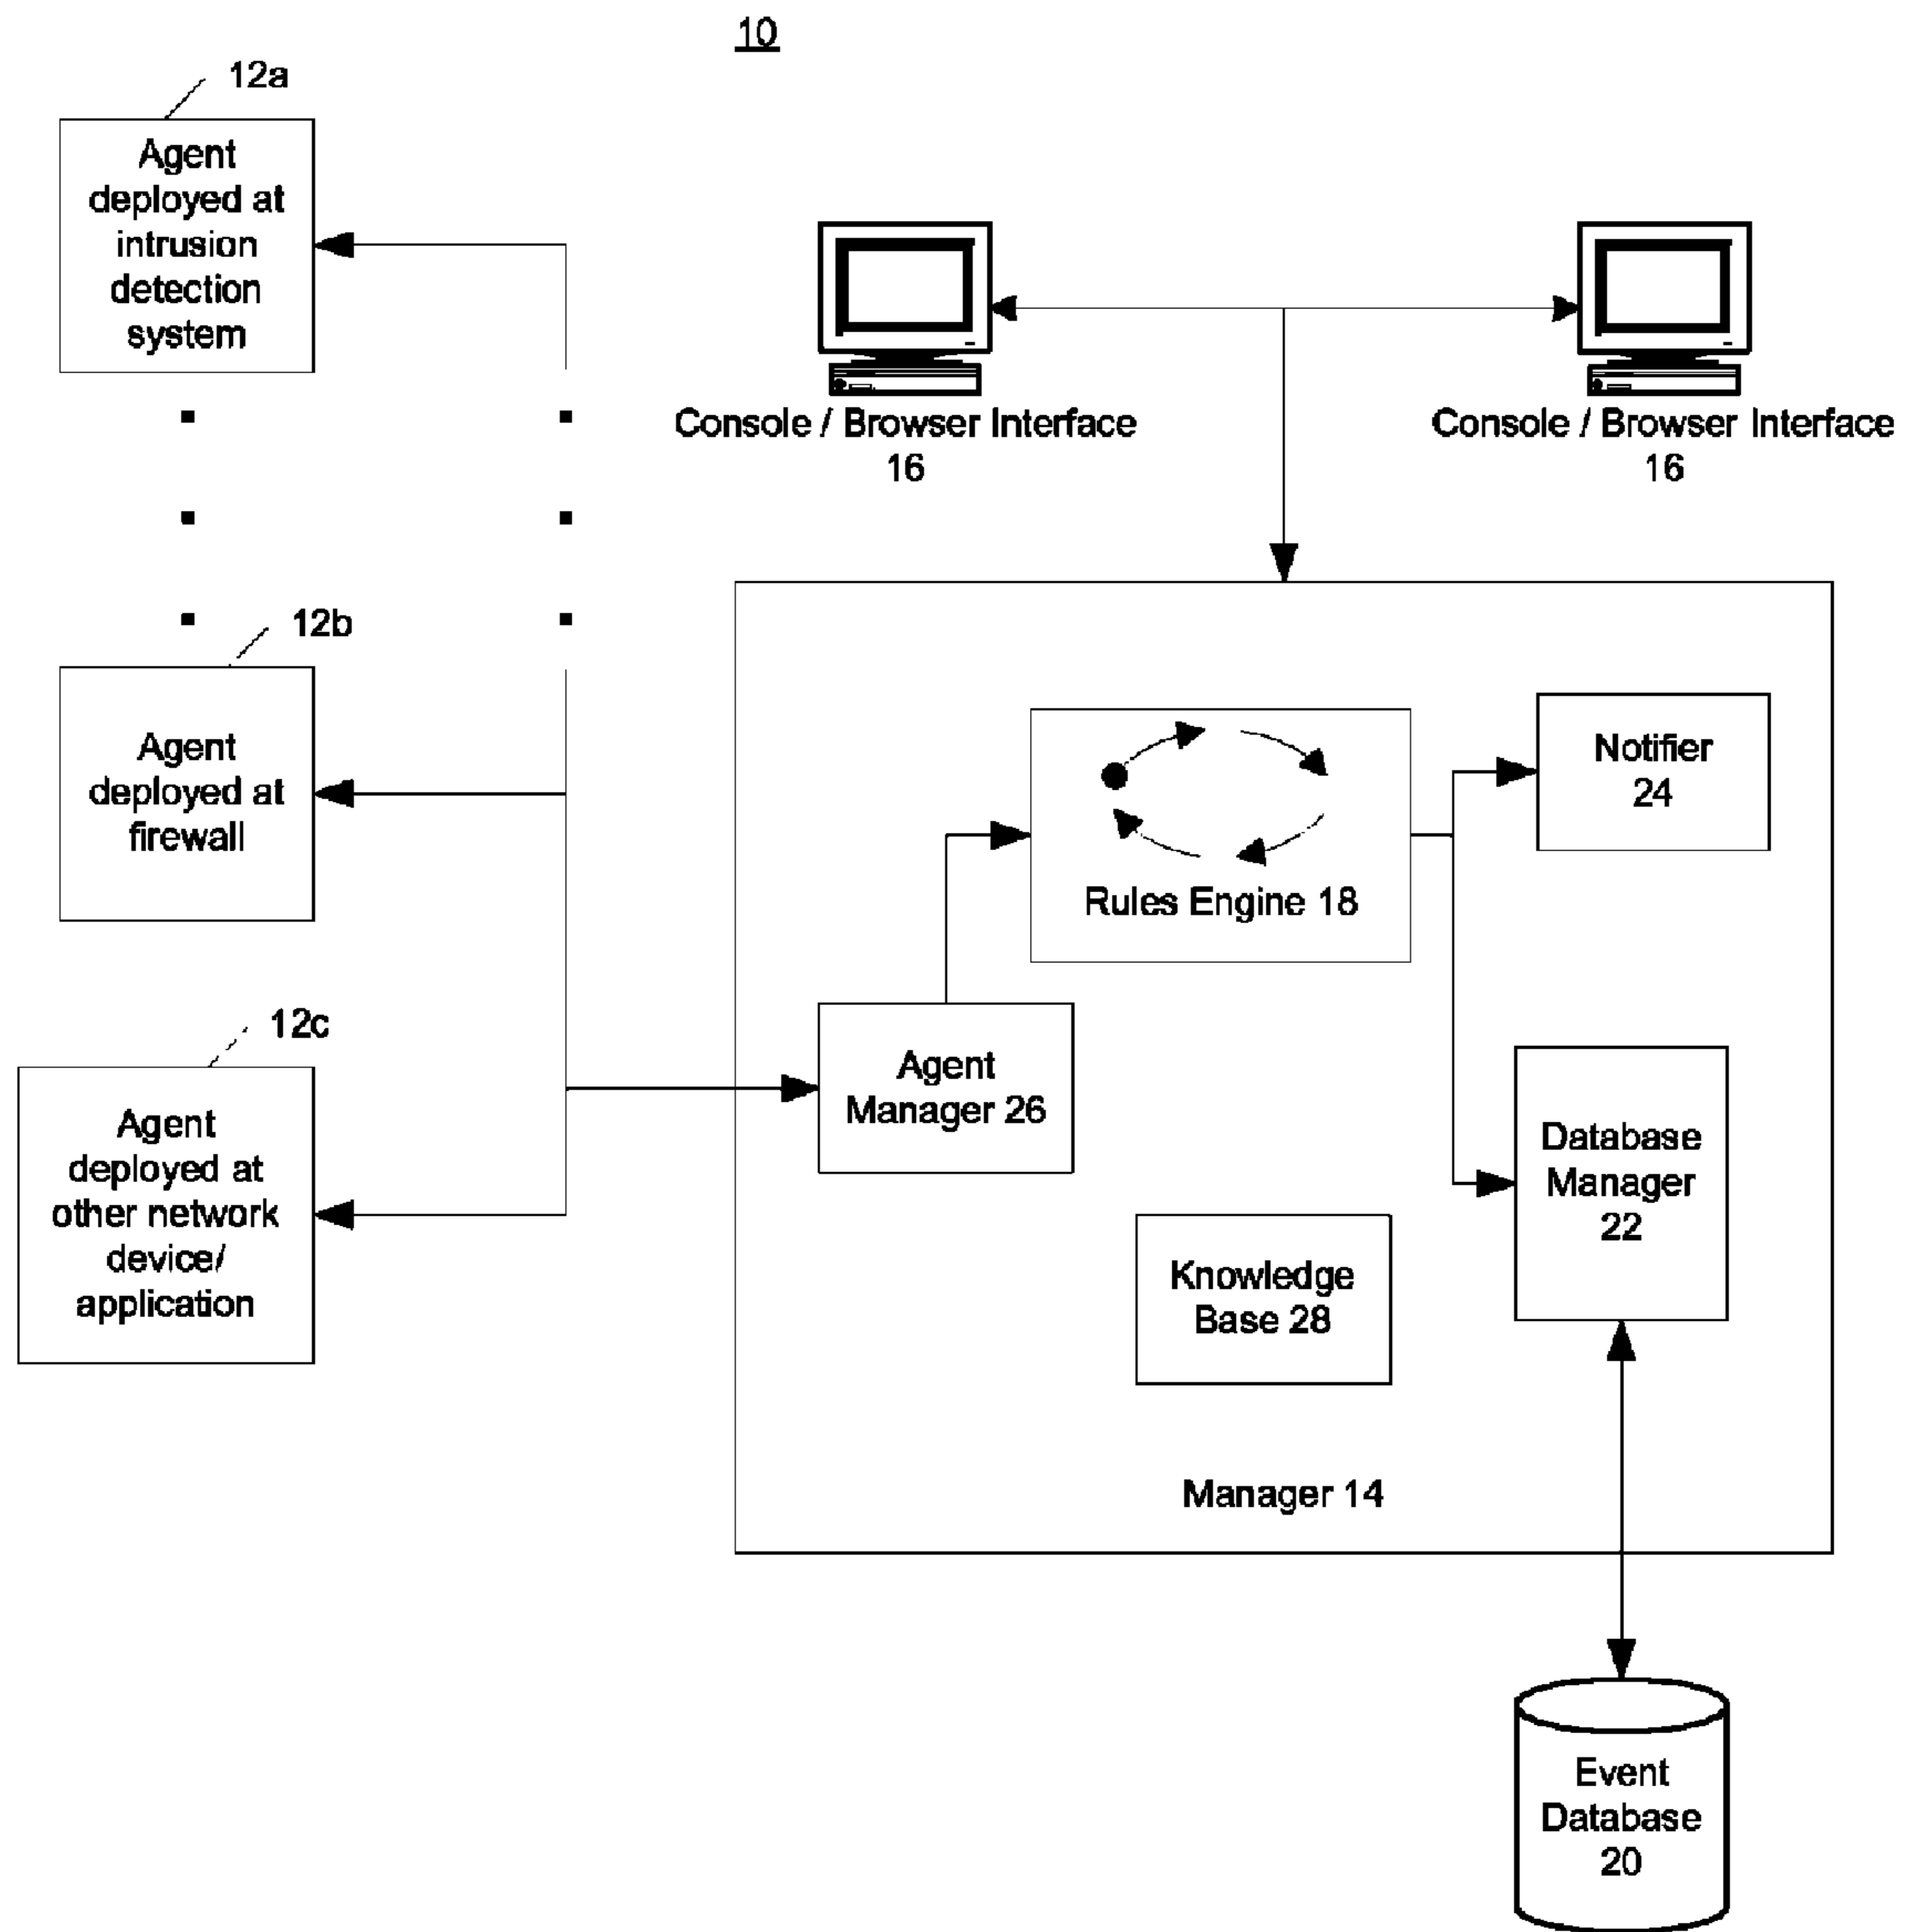 10
12a
Agent
deployed at
intrusion
detection
system
Console / Browser Interface
16
Console / Browser Interface
16
12b
Agent
deployed at
firewall
12c
Agent
deployed at
other network
device/
application
Rules Engine 18
Notifier
24
Agent
Manager 26
Database
Manager
22
Knowledge
Base 28
Manager 14
Event
Database
20